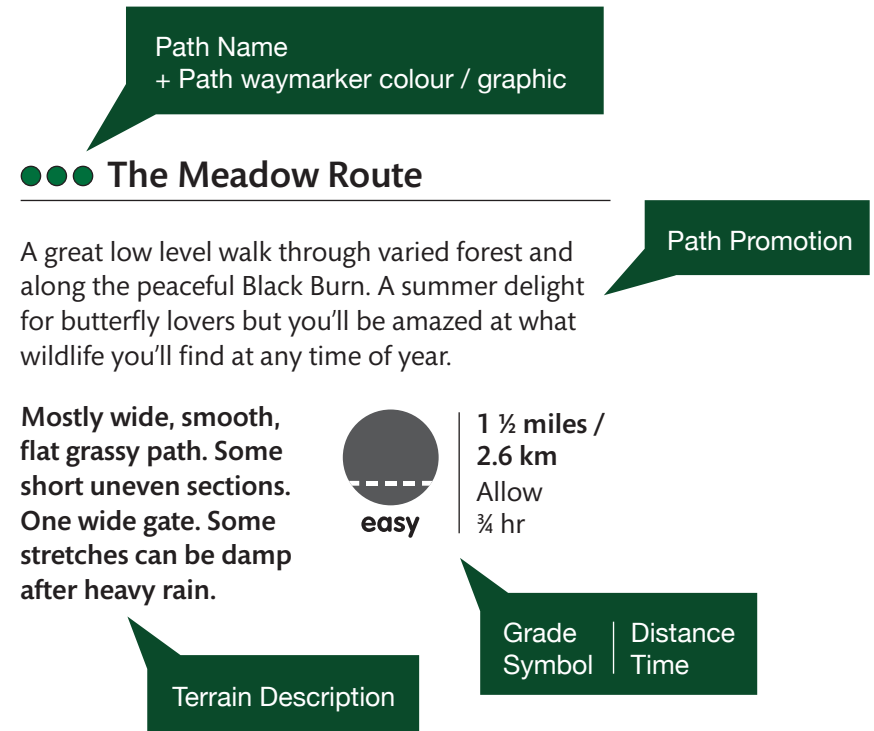 Path Name
+ Path waymarker colour / graphic
The Meadow Route
Path Promotion
A great low level walk through varied forest and
along the peaceful Black Burn. A summer delight
for butterfly lovers but you'll be amazed at what
wildlife you'll find at any time of year.
Mostly wide, smooth,
flat grassy path. Some
short uneven sections.
One wide gate. Some
stretches can be damp
after heavy rain.
easy
1 ½ miles /
2.6 km
Allow
¾ hr
Grade
Symbol
Distance
Time
Terrain Description